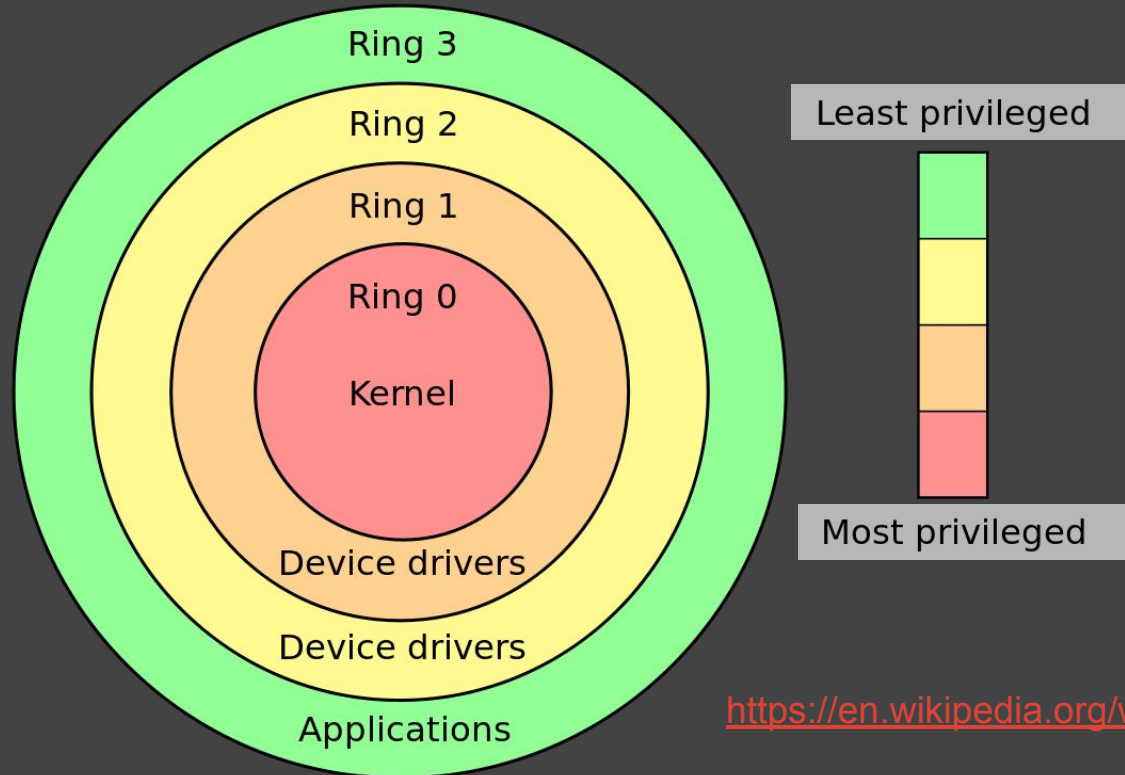 Ring 3
Ring 2
Ring 1
Ring 0
Kernel
Device drivers
Device drivers
Applications
Least privileged
Most privileged
https://en.wikipedia.org/